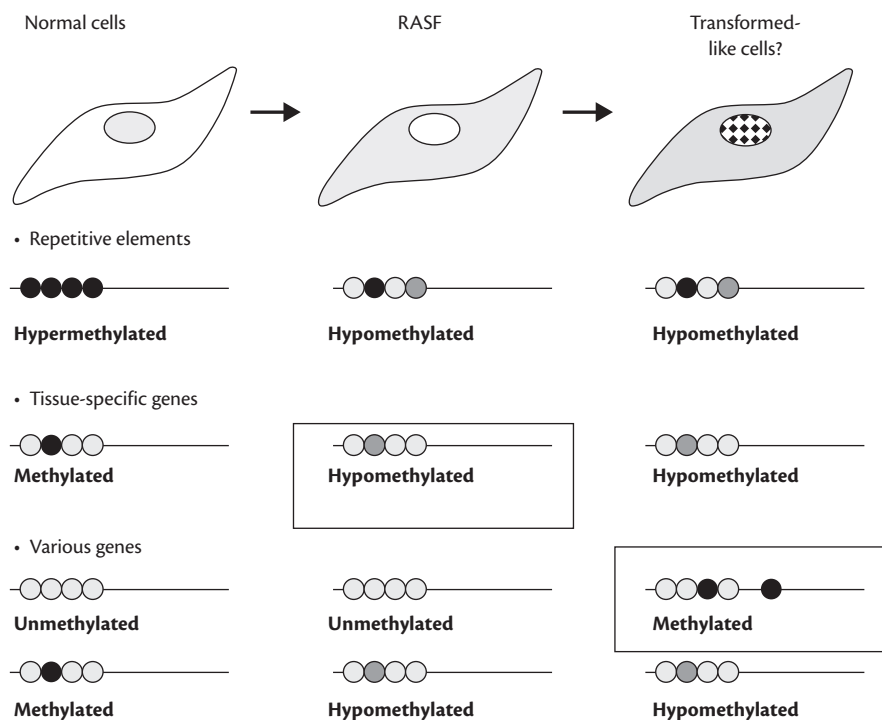 Normal cells
RASF
Transformed-
like cells?
• Repetitive elements
Hypermethylated
Hypomethylated
Hypomethylated
• Tissue-specific genes
Methylated
Hypomethylated
Hypomethylated
• Various genes
Unmethylated
Unmethylated
Methylated
Methylated
Hypomethylated
Hypomethylated